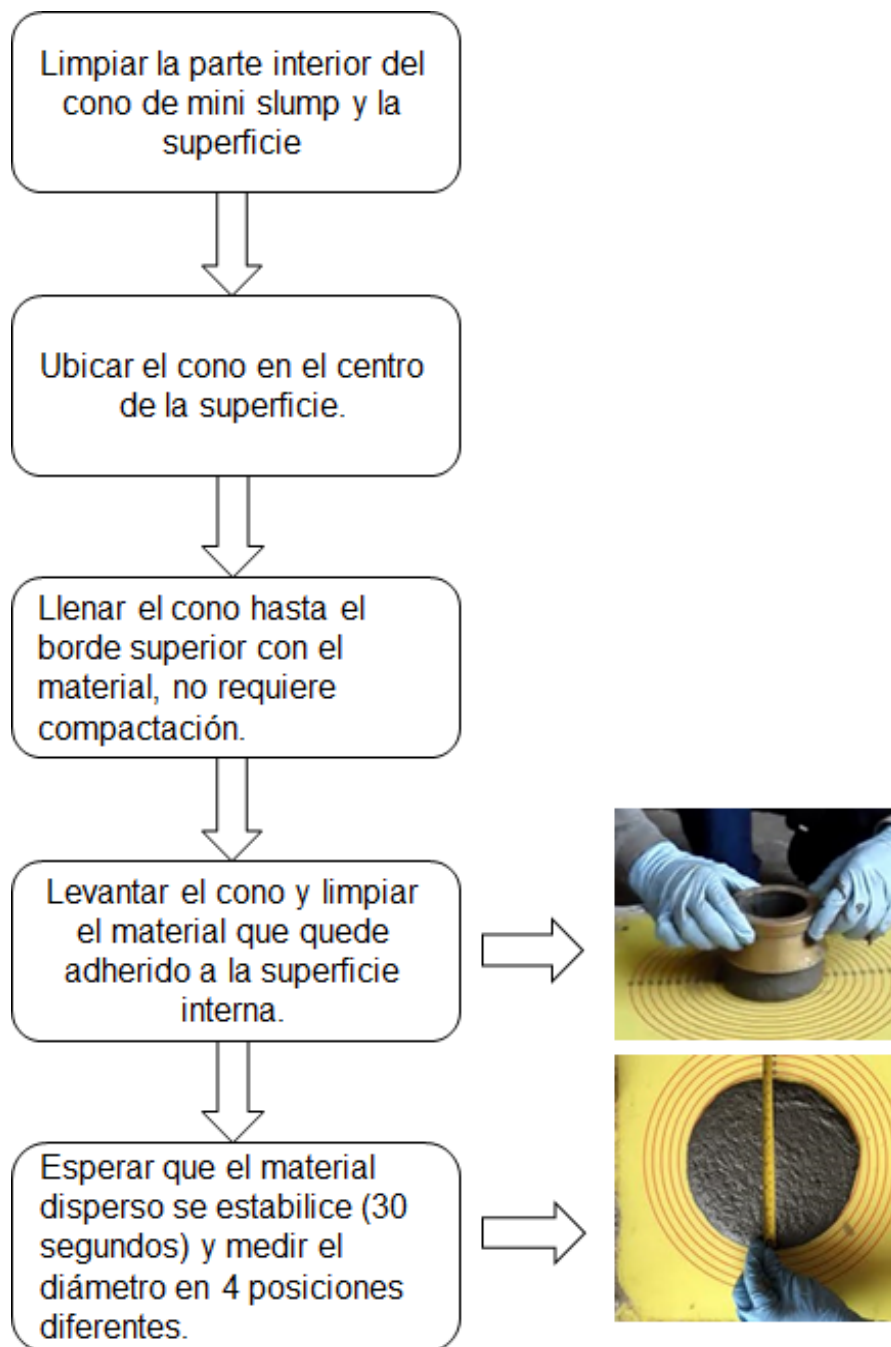 Limpiar la parte interior del
cono de mini slump y la
superficie
Ubicar el cono en el centro
de la superficie.
Llenar el cono hasta el
borde superior con el
material, no requiere
compactación.
Levantar el cono y limpiar
el material que quede
adherido a la superficie
interna.
Esperar que el material
disperso se estabilice (30
segundos) y medir el
diámetro en 4 posiciones
diferentes.